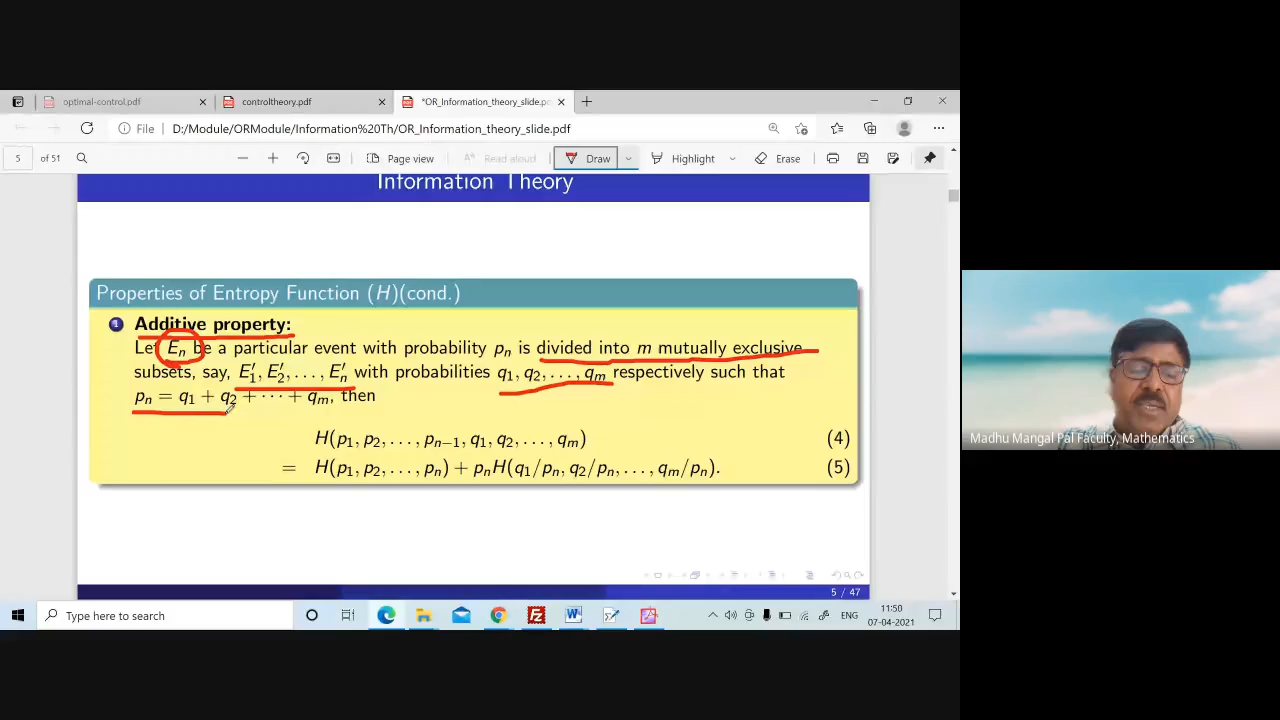 optimal-control.pdf
controltheory.pdf
*OR_Information_theory_slide.pd
File
D:/Module/ORModule/Information%20Th/OR_Information_theory_slide.pdf
5 of 51
Page view
Read aloud
Draw
Highlight
Erase
Information Theory
Properties of Entropy Function (H)(cond.)
1 Additive property:
Let Eₙ be a particular event with probability pₙ is divided into m mutually exclusive
subsets, say, E′₁, E′₂, . . . , E′ₙ with probabilities q₁, q₂, . . . , qₘ respectively such that
pₙ = q₁ + q₂ + · · · + qₘ, then
H(p₁, p₂, . . . , pₙ₋₁, q₁, q₂, . . . , qₘ) (4)
= H(p₁, p₂, . . . , pₙ) + pₙH(q₁/pₙ, q₂/pₙ, . . . , qₘ/pₙ). (5)
Madhu Mangal Pal Faculty, Mathematics
5 / 47
Type here to search
ENG
11:50
07-04-2021